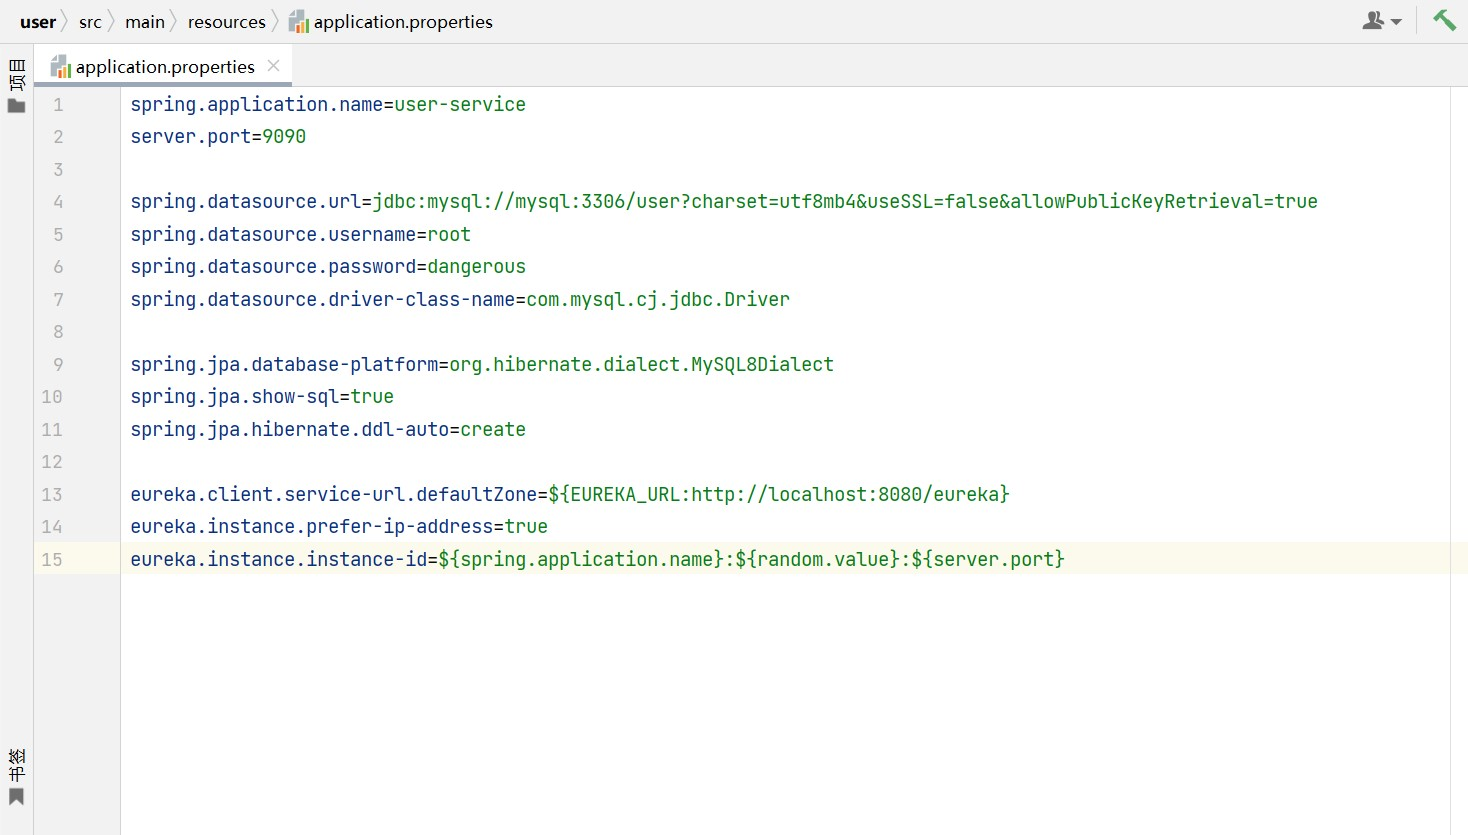 user src main resources application.properties
项目
application.properties
1 spring.application.name=user-service
2 server.port=9090
3
4 spring.datasource.url=jdbc:mysql://mysql:3306/user?charset=utf8mb4&useSSL=false&allowPublicKeyRetrieval=true
5 spring.datasource.username=root
6 spring.datasource.password=dangerous
7 spring.datasource.driver-class-name=com.mysql.cj.jdbc.Driver
8
9 spring.jpa.database-platform=org.hibernate.dialect.MySQL8Dialect
10 spring.jpa.show-sql=true
11 spring.jpa.hibernate.ddl-auto=create
12
13 eureka.client.service-url.defaultZone=${EUREKA_URL:http://localhost:8080/eureka}
14 eureka.instance.prefer-ip-address=true
15 eureka.instance.instance-id=${spring.application.name}:${random.value}:${server.port}
书签